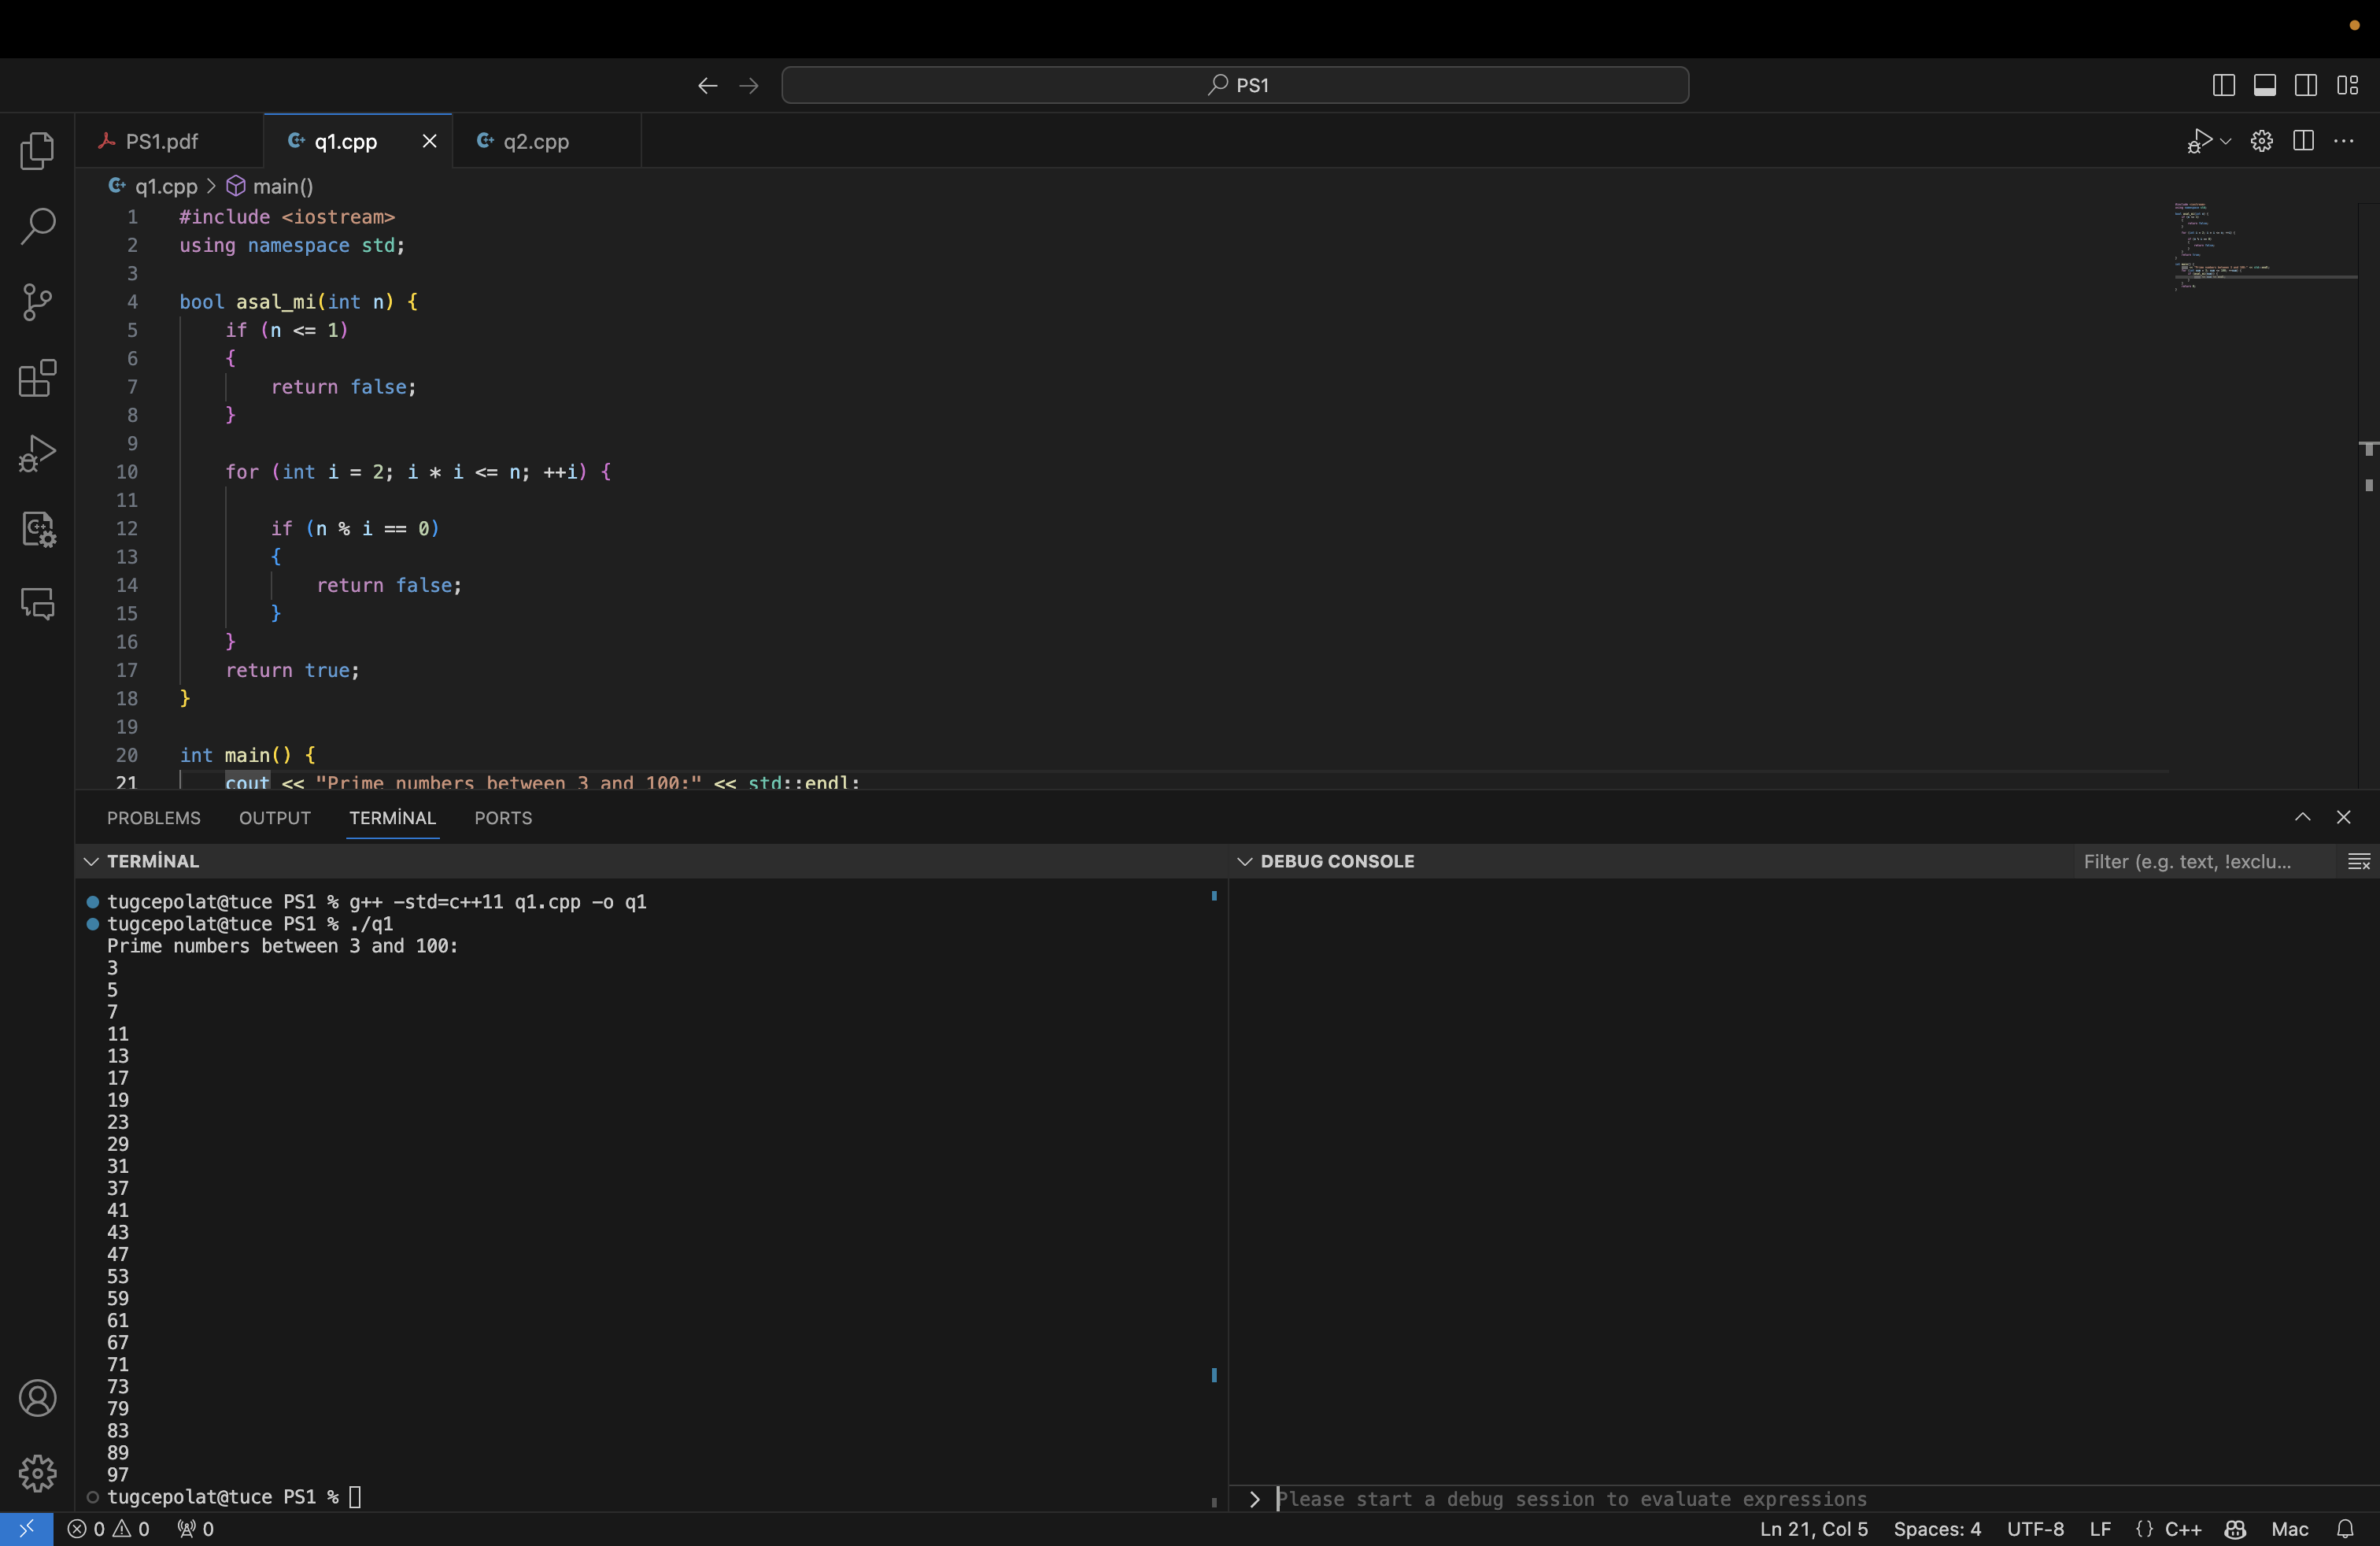 PS1
PS1.pdf
q1.cpp
q2.cpp
q1.cpp > main()
1 #include <iostream>
2 using namespace std;
3
4 bool asal_mi(int n) {
5 if (n <= 1)
6 {
7 return false;
8 }
9
10 for (int i = 2; i * i <= n; ++i) {
11
12 if (n % i == 0)
13 {
14 return false;
15 }
16 }
17 return true;
18 }
19
20 int main() {
21 cout << "Prime numbers between 3 and 100:" << std::endl;
PROBLEMS OUTPUT TERMİNAL PORTS
TERMİNAL
tugcepolat@tuce PS1 % g++ -std=c++11 q1.cpp -o q1
tugcepolat@tuce PS1 % ./q1
Prime numbers between 3 and 100:
3
5
7
11
13
17
19
23
29
31
37
41
43
47
53
59
61
67
71
73
79
83
89
97
tugcepolat@tuce PS1 %
DEBUG CONSOLE
Filter (e.g. text, !exclu...
Please start a debug session to evaluate expressions
0 0 0
Ln 21, Col 5 Spaces: 4 UTF-8 LF {} C++ Mac